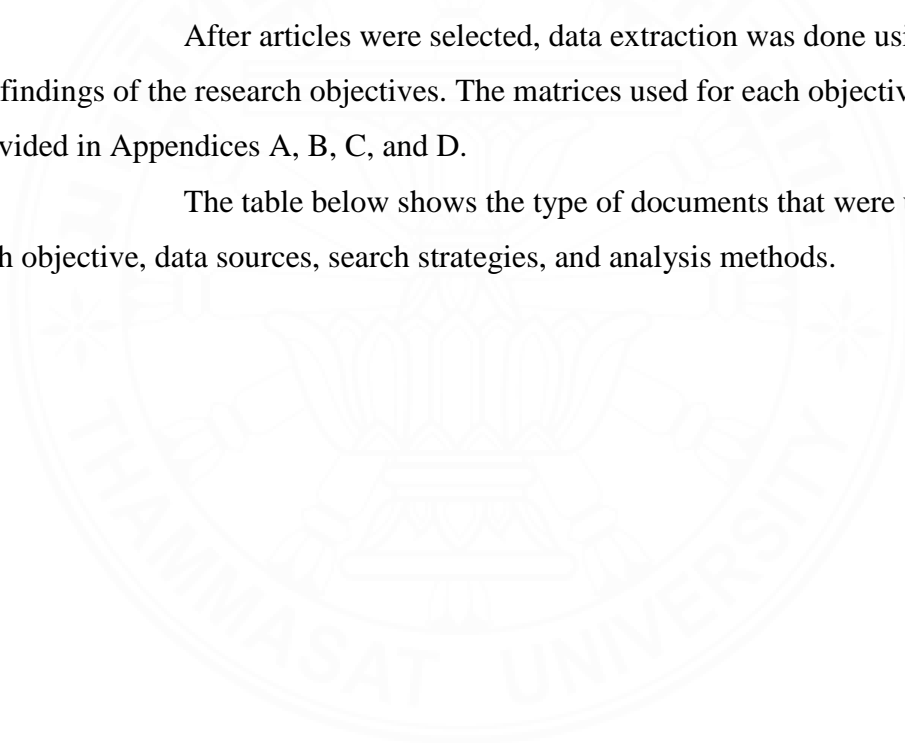 After articles were selected, data extraction was done usi
findings of the research objectives. The matrices used for each objectiv
vided in Appendices A, B, C, and D.
The table below shows the type of documents that were
h objective, data sources, search strategies, and analysis methods.
THAMMASAT UNIVERSITY